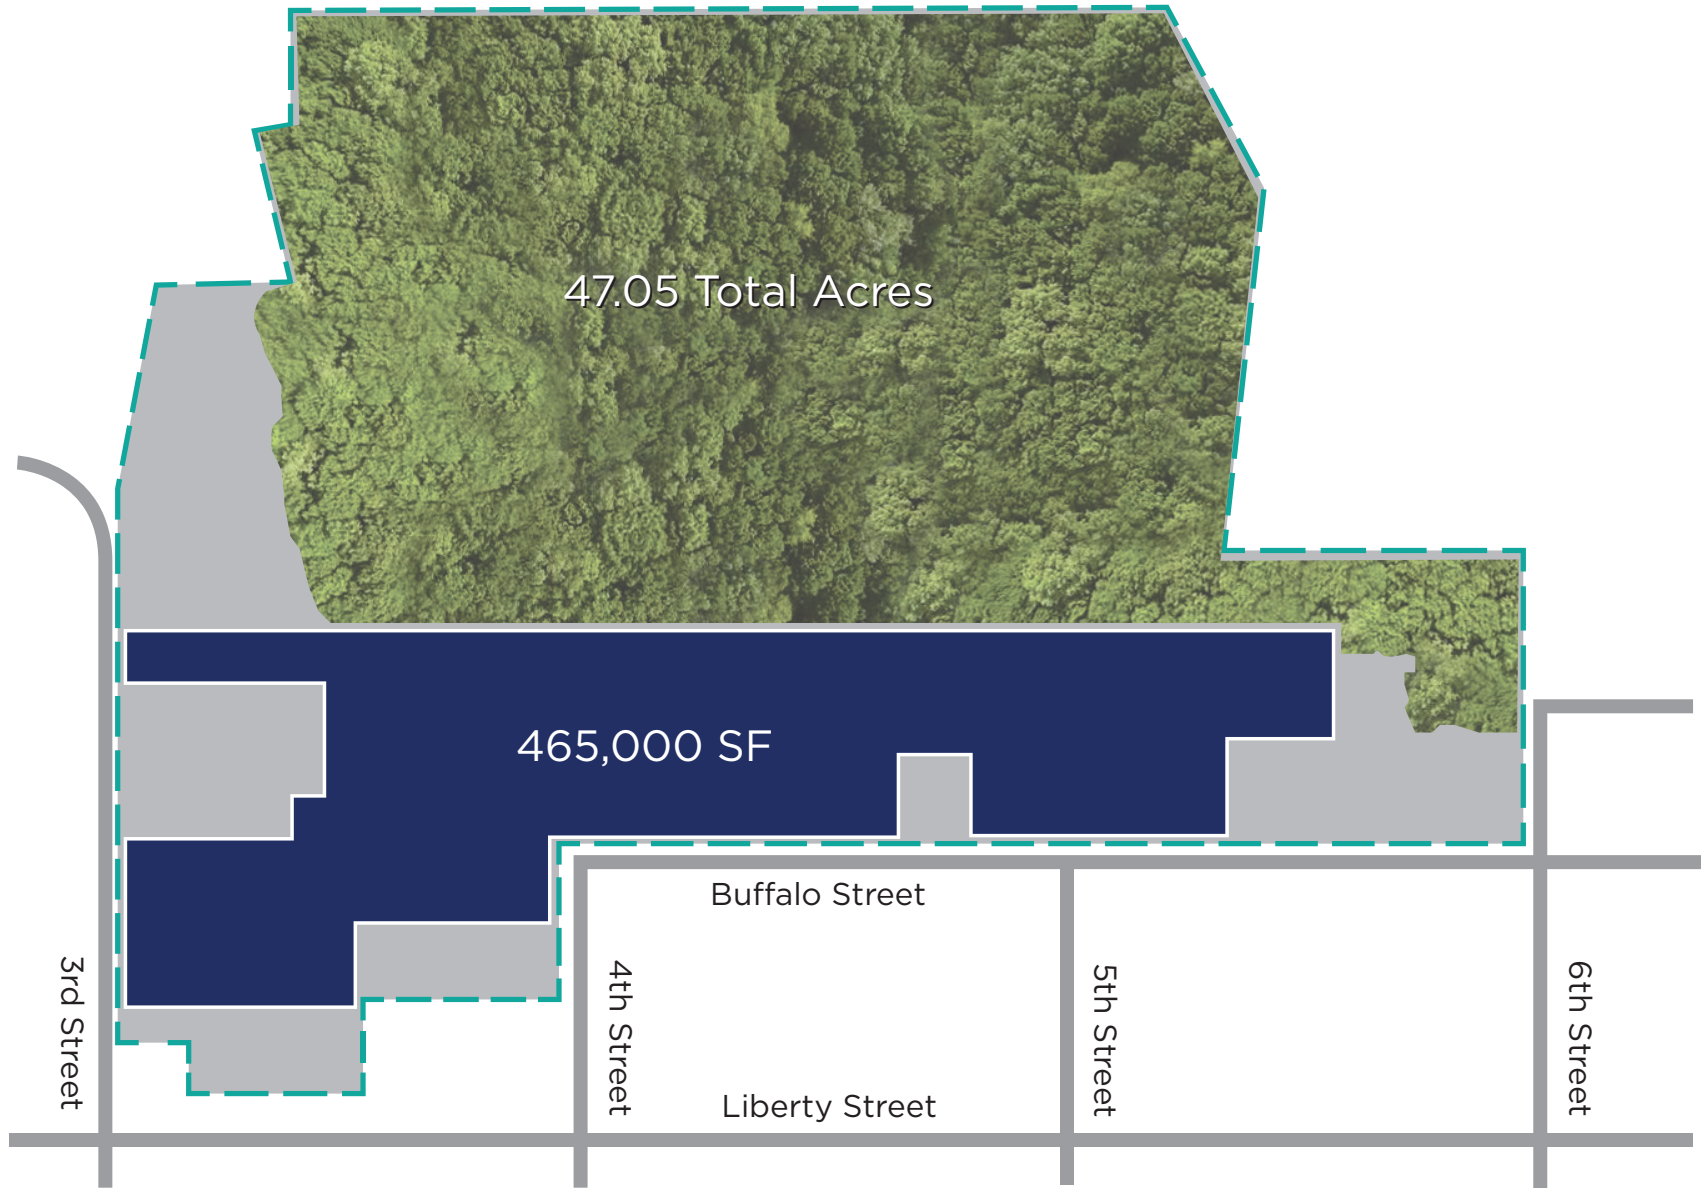 47.05 Total Acres
465,000 SF
Buffalo Street
3rd Street
4th Street
5th Street
6th Street
Liberty Street